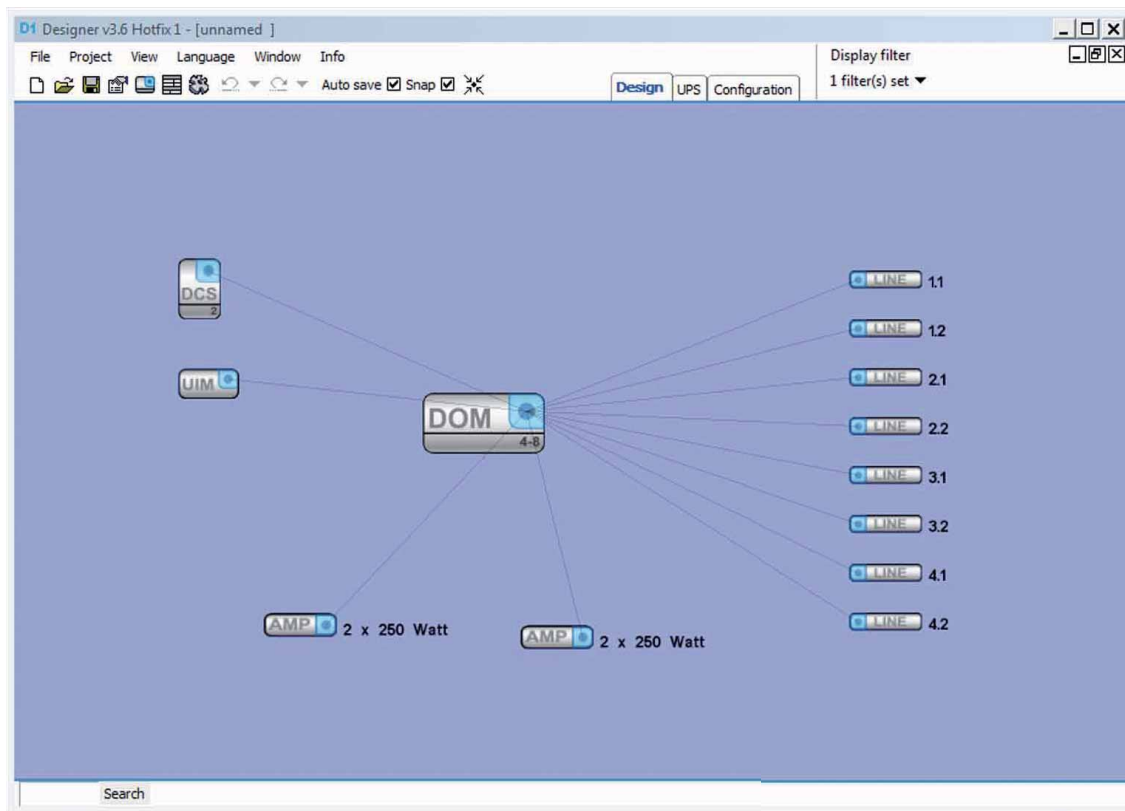 D1 Designer v3.6 Hotfix 1 - [unnamed ]
File Project View Language Window Info
Display filter
Auto save Snap
Design UPS Configuration
1 filter(s) set
DCS
2
UIM
DOM
4-8
LINE 1.1
LINE 1.2
LINE 2.1
LINE 2.2
LINE 3.1
LINE 3.2
LINE 4.1
LINE 4.2
AMP 2 x 250 Watt
AMP 2 x 250 Watt
Search